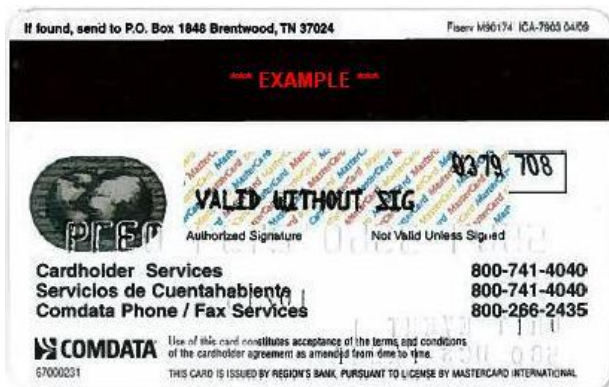 If found, send to P.O. Box 1848 Brentwood, TN 37024 Fiserv M90174 ICA-7903 04/09
*** EXAMPLE ***
0379 708
VALID WITHOUT SIG
Authorized Signature Not Valid Unless Signed
Cardholder Services 800-741-4040
Servicios de Cuentahabiente 800-741-4040
Comdata Phone / Fax Services 800-266-2435
COMDATA
Use of this card constitutes acceptance of the terms and conditions
of the cardholder agreement as amended from time to time.
67000231 THIS CARD IS ISSUED BY REGION'S BANK, PURSUANT TO LICENSE BY MASTERCARD INTERNATIONAL